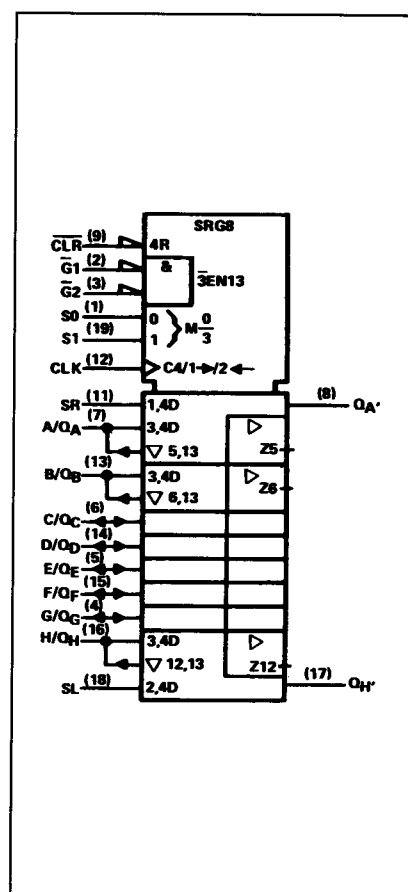 SRG8
CLR (9) 4R
G1 (2) & 3EN13
G2 (3)
S0 (1) 0 } M 0/3
S1 (19) 1
CLK (12) C4/1→/2←
SR (11) 1,4D (8) QA′
A/QA (7) 3,4D
5,13 Z5
B/QB (13) 3,4D
6,13 Z6
C/QC (6)
D/QD (14)
E/QE (5)
F/QF (15)
G/QG (4)
H/QH (16) 3,4D
12,13 Z12
SL (18) 2,4D (17) QH′